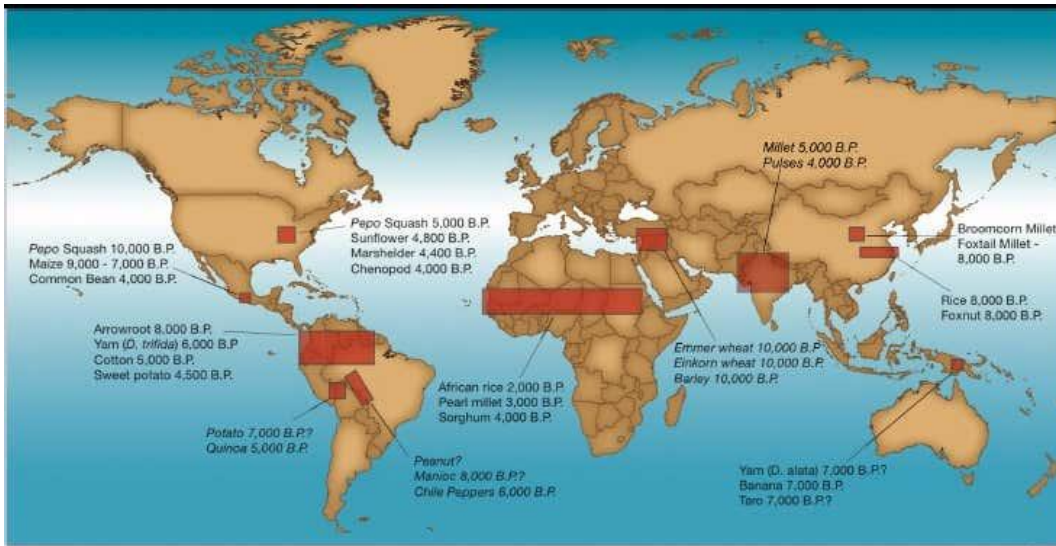 Millet 5,000 B.P.
Pulses 4,000 B.P.
Pepo Squash 5,000 B.P.
Sunflower 4,800 B.P.
Marshelder 4,400 B.P.
Chenopod 4,000 B.P.
Broomcorn Millet
Foxtail Millet -
8,000 B.P.
Pepo Squash 10,000 B.P.
Maize 9,000 - 7,000 B.P.
Common Bean 4,000 B.P.
Rice 8,000 B.P.
Foxnut 8,000 B.P.
Arrowroot 8,000 B.P.
Yam (D. trifida) 6,000 B.P
Cotton 5,000 B.P.
Sweet potato 4,500 B.P.
Emmer wheat 10,000 B.P
Einkorn wheat 10,000 B.P.
Barley 10,000 B.P.
African rice 2,000 B.P.
Pearl millet 3,000 B.P.
Sorghum 4,000 B.P.
Potato 7,000 B.P.?
Quinoa 5,000 B.P.
Peanut?
Manioc 8,000 B.P.?
Chile Peppers 6,000 B.P.
Yam (D. alata) 7,000 B.P.?
Banana 7,000 B.P.
Taro 7,000 B.P.?